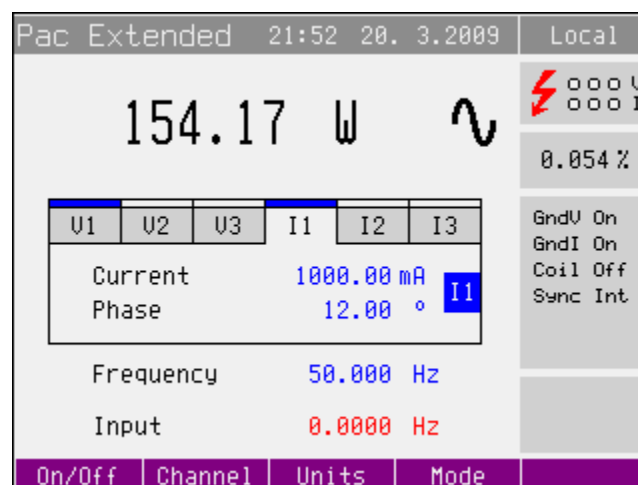 Pac Extended 21:52 20. 3.2009 Local
154.17 W
0.054 %
V1 V2 V3 I1 I2 I3
GndV On
GndI On
Coil Off
Sync Int
Current 1000.00 mA I1
Phase 12.00 °
Frequency 50.000 Hz
Input 0.0000 Hz
On/Off Channel Units Mode